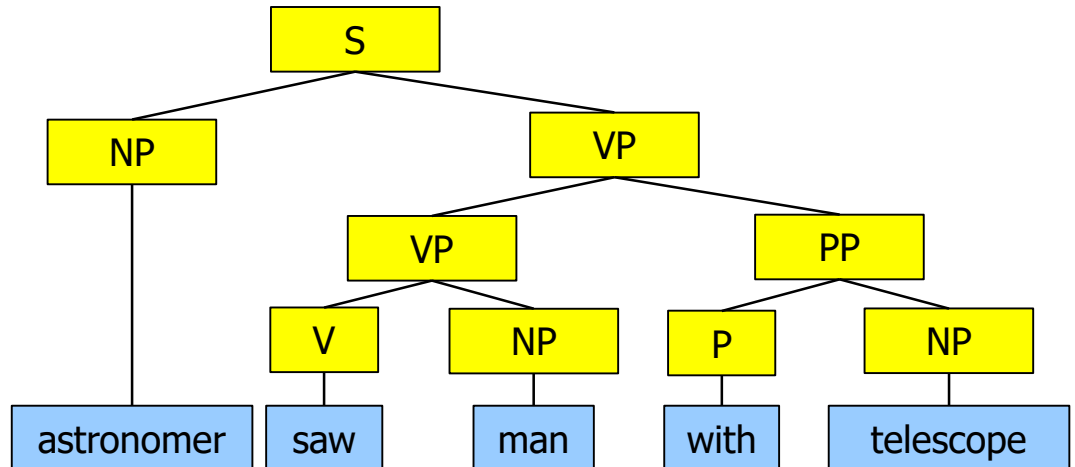 S
NP VP
VP PP
V NP P NP
astronomer saw man with telescope